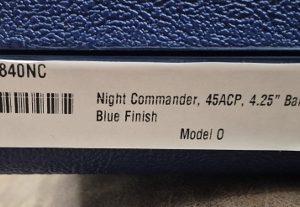 840NC
Night Commander, 45ACP, 4.25" Ba
Blue Finish
Model O